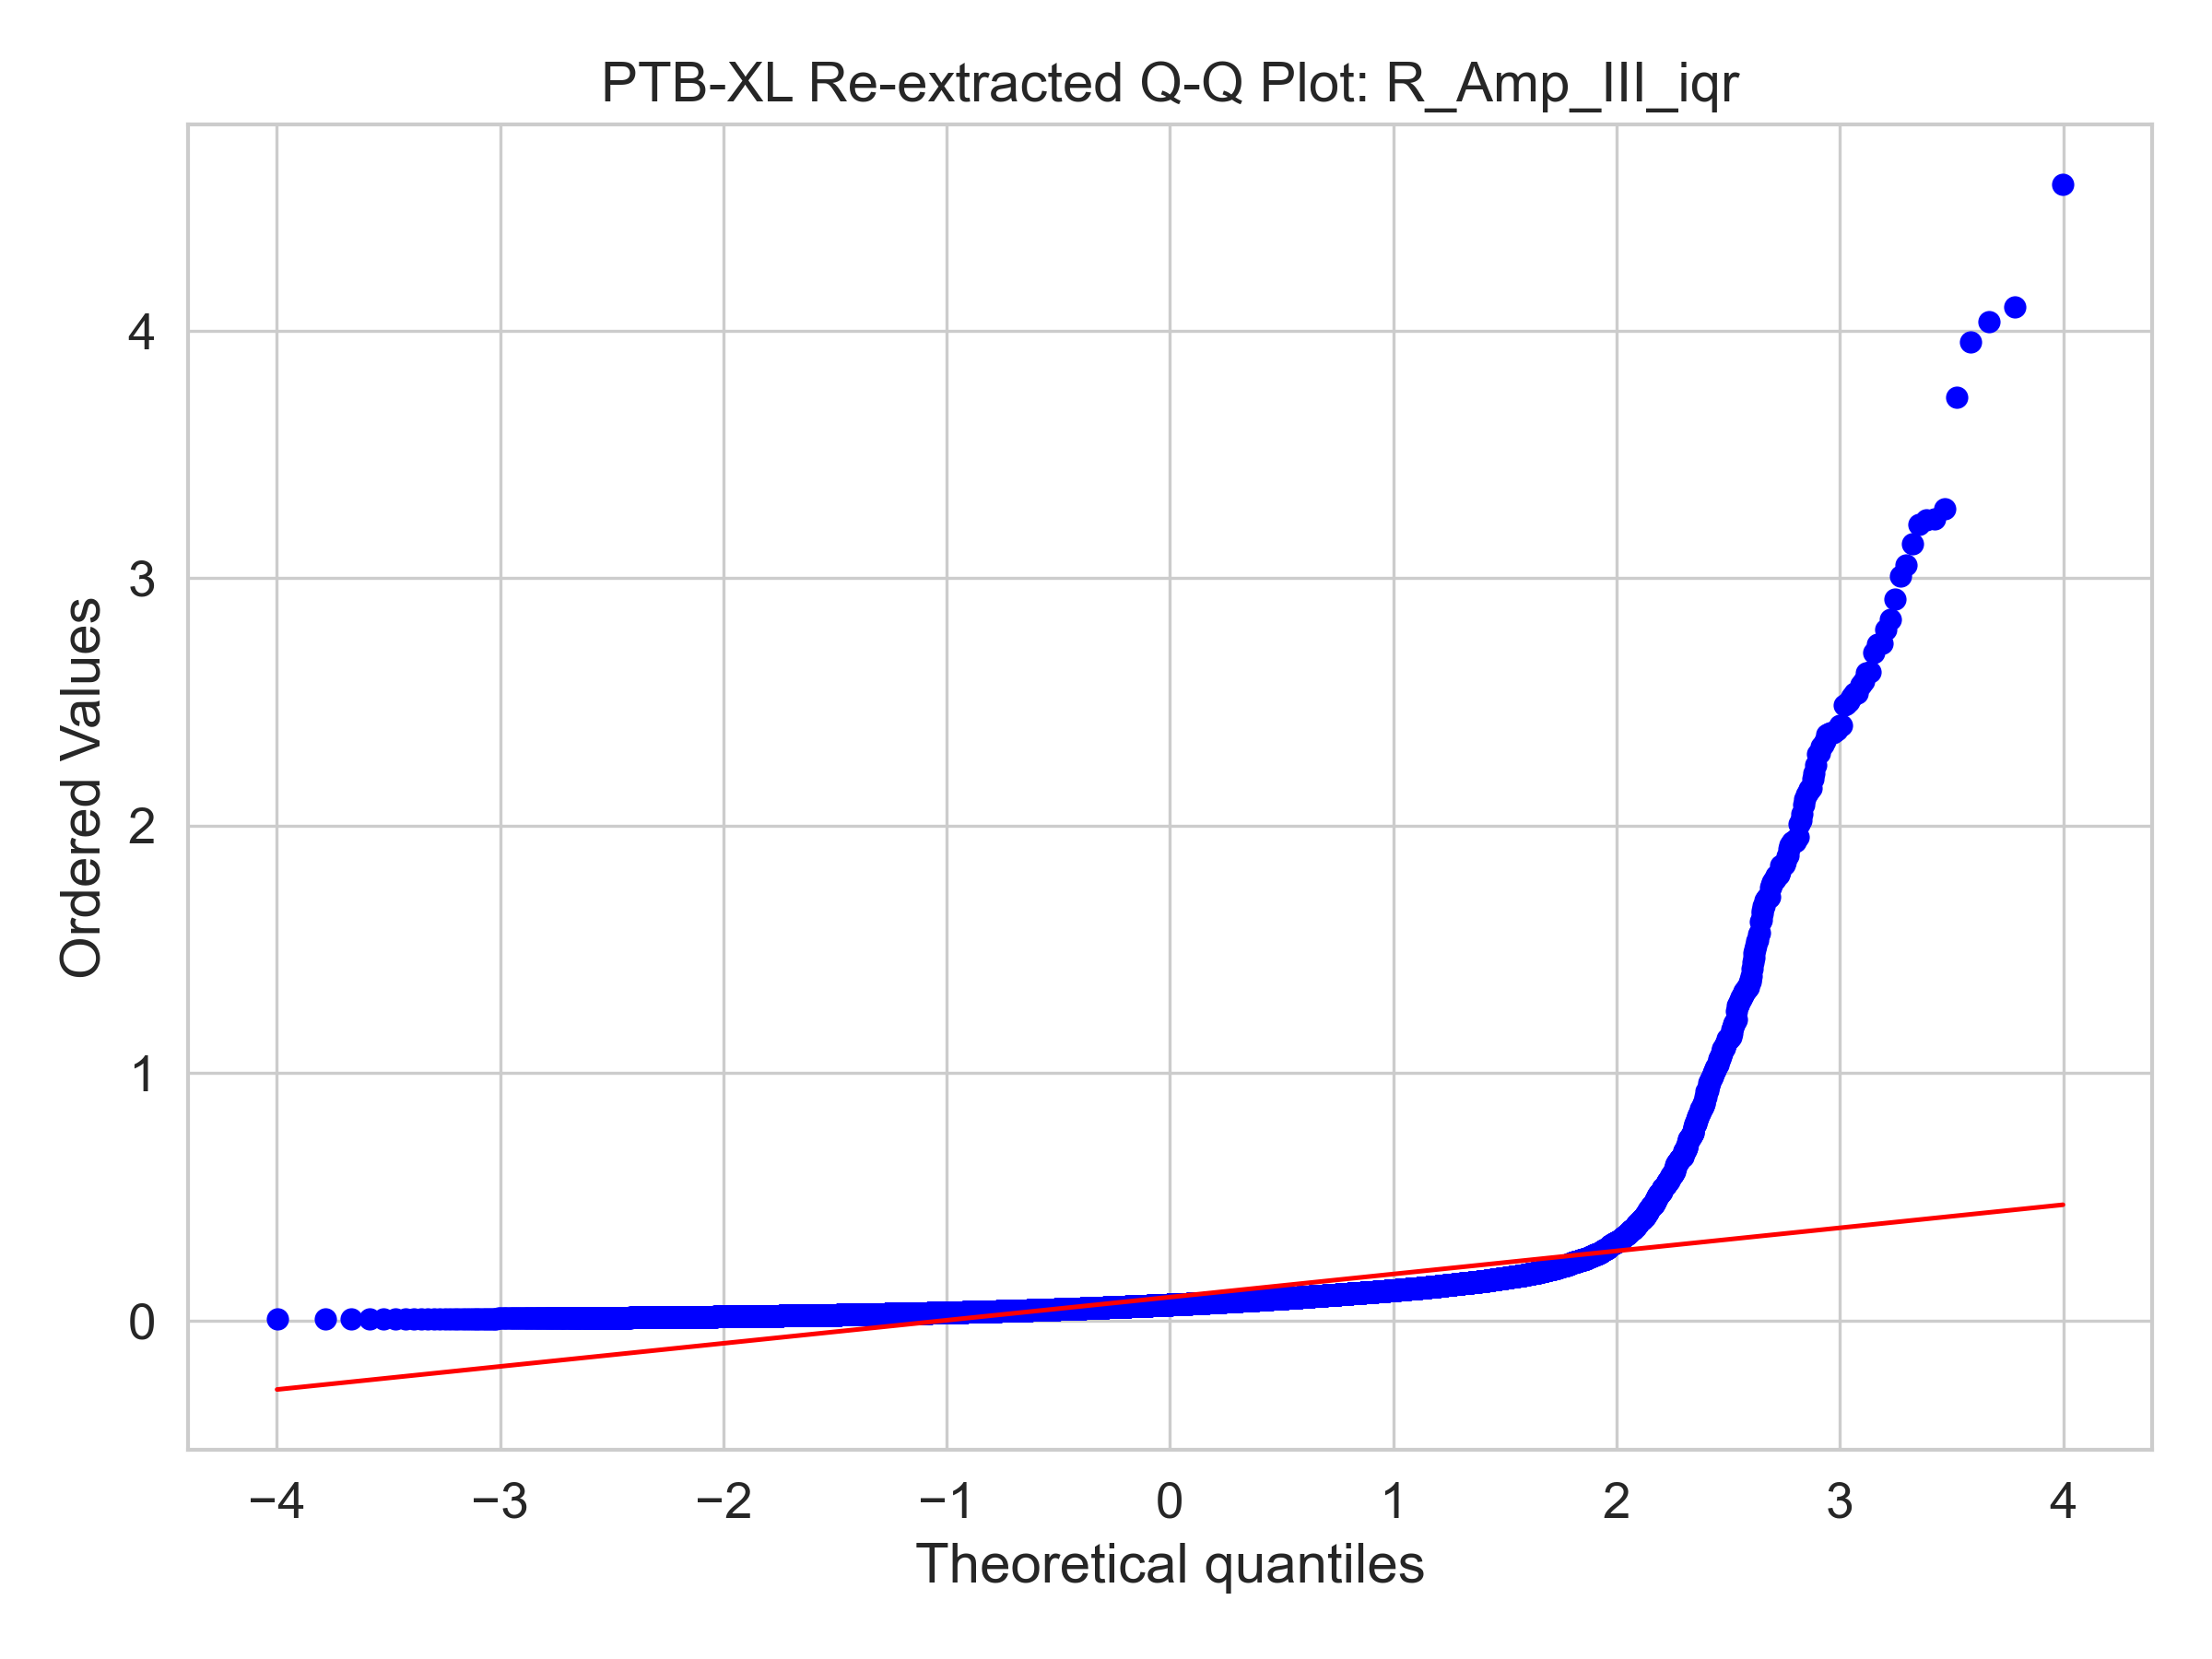 PTB-XL Re-extracted Q-Q Plot: R_Amp_III_iqr
Ordered Values
4
3
2
1
0
−4 −3 −2 −1 0 1 2 3 4
Theoretical quantiles